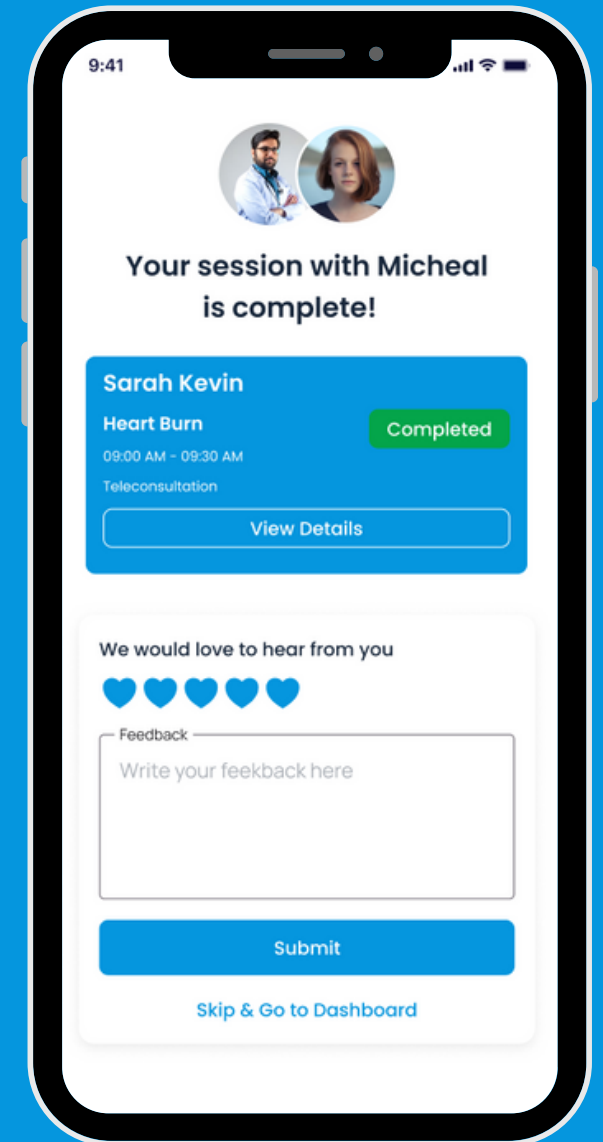 9:41
Your session with Micheal
is complete!
Sarah Kevin
Heart Burn
Completed
09:00 AM - 09:30 AM
Teleconsultation
View Details
We would love to hear from you
Feedback
Write your feekback here
Submit
Skip & Go to Dashboard